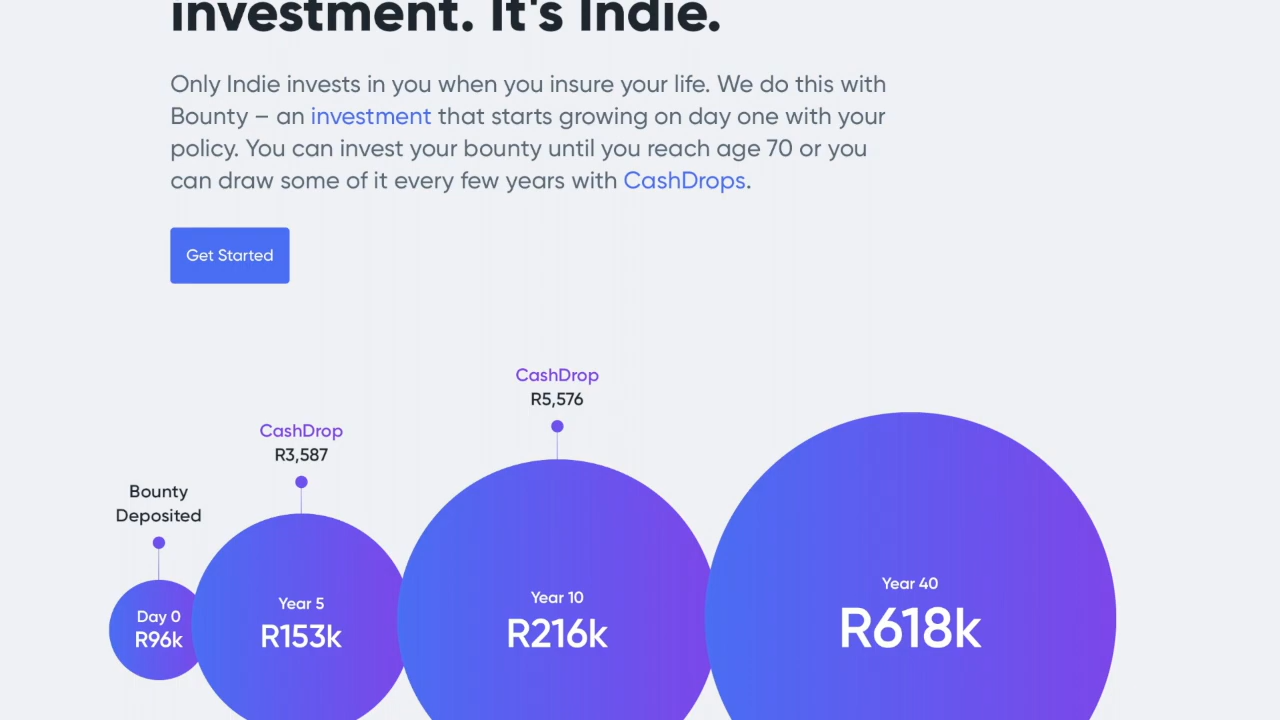 investment. It's Indie.
Only Indie invests in you when you insure your life. We do this with
Bounty – an investment that starts growing on day one with your
policy. You can invest your bounty until you reach age 70 or you
can draw some of it every few years with CashDrops.
Get Started
CashDrop
R5,576
CashDrop
R3,587
Bounty
Deposited
Day 0
R96k
Year 5
R153k
Year 10
R216k
Year 40
R618k